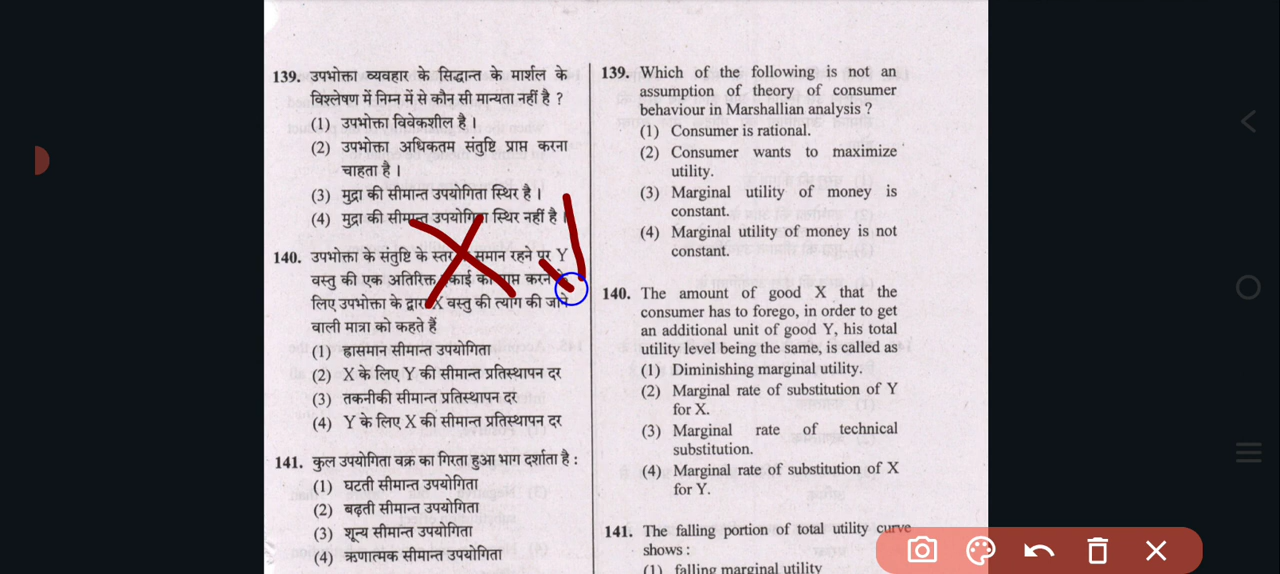 139. उपभोक्ता व्यवहार के सिद्धान्त के मार्शल के
विश्लेषण में निम्न में से कौन सी मान्यता नहीं है ?
(1) उपभोक्ता विवेकशील है ।
(2) उपभोक्ता अधिकतम संतुष्टि प्राप्त करना
चाहता है ।
(3) मुद्रा की सीमान्त उपयोगिता स्थिर है ।
(4) मुद्रा की सीमान्त उपयोगिता स्थिर नहीं है ।
140. उपभोक्ता के संतुष्टि के स्तर के समान रहने पर Y
वस्तु की एक अतिरिक्त इकाई को प्राप्त करने के
लिए उपभोक्ता के द्वारा X वस्तु की त्याग की जाने
वाली मात्रा को कहते हैं
(1) ह्रासमान सीमान्त उपयोगिता
(2) X के लिए Y की सीमान्त प्रतिस्थापन दर
(3) तकनीकी सीमान्त प्रतिस्थापन दर
(4) Y के लिए X की सीमान्त प्रतिस्थापन दर
141. कुल उपयोगिता वक्र का गिरता हुआ भाग दर्शाता है :
(1) घटती सीमान्त उपयोगिता
(2) बढ़ती सीमान्त उपयोगिता
(3) शून्य सीमान्त उपयोगिता
(4) ऋणात्मक सीमान्त उपयोगिता
139. Which of the following is not an
assumption of theory of consumer
behaviour in Marshallian analysis ?
(1) Consumer is rational.
(2) Consumer wants to maximize
utility.
(3) Marginal utility of money is
constant.
(4) Marginal utility of money is not
constant.
140. The amount of good X that the
consumer has to forego, in order to get
an additional unit of good Y, his total
utility level being the same, is called as
(1) Diminishing marginal utility.
(2) Marginal rate of substitution of Y
for X.
(3) Marginal rate of technical
substitution.
(4) Marginal rate of substitution of X
for Y.
141. The falling portion of total utility curve
shows :
(1) falling marginal utility